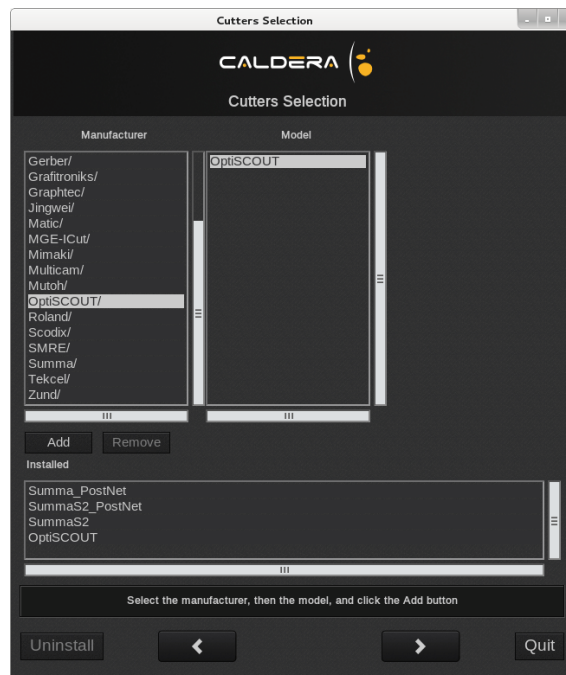 Cutters Selection
CALDERA
Cutters Selection
Manufacturer Model
Gerber/
Grafitroniks/
Graphtec/
Jingwei/
Matic/
MGE-ICut/
Mimaki/
Multicam/
Mutoh/
OptiSCOUT/
Roland/
Scodix/
SMRE/
Summa/
Tekcel/
Zund/
OptiSCOUT
Add Remove
Installed
Summa_PostNet
SummaS2_PostNet
SummaS2
OptiSCOUT
Select the manufacturer, then the model, and click the Add button
Uninstall Quit